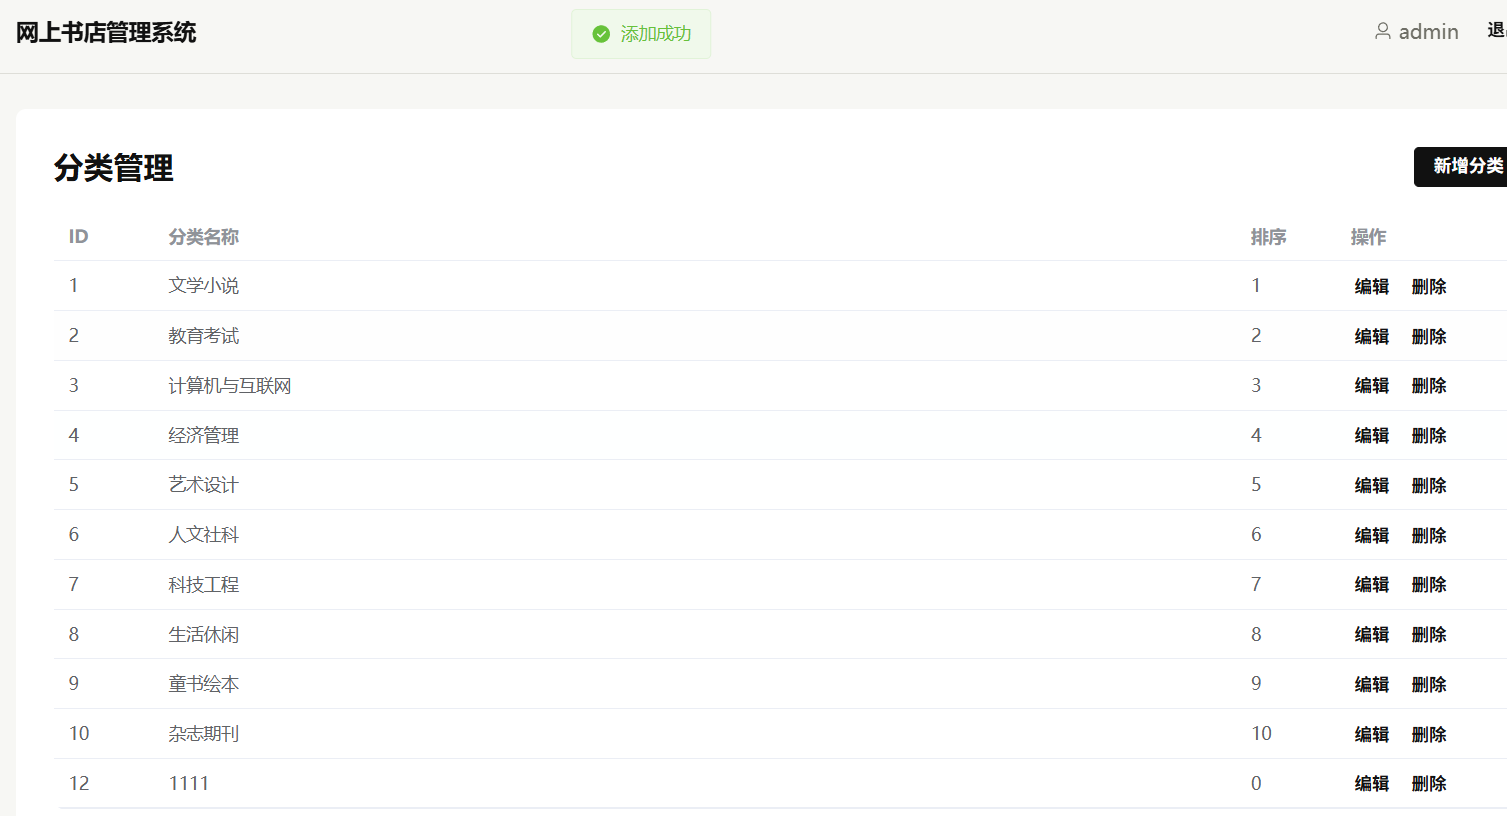 网上书店管理系统
添加成功
admin
退
分类管理
新增分类
ID 分类名称 排序 操作
1 文学小说 1 编辑 删除
2 教育考试 2 编辑 删除
3 计算机与互联网 3 编辑 删除
4 经济管理 4 编辑 删除
5 艺术设计 5 编辑 删除
6 人文社科 6 编辑 删除
7 科技工程 7 编辑 删除
8 生活休闲 8 编辑 删除
9 童书绘本 9 编辑 删除
10 杂志期刊 10 编辑 删除
12 1111 0 编辑 删除